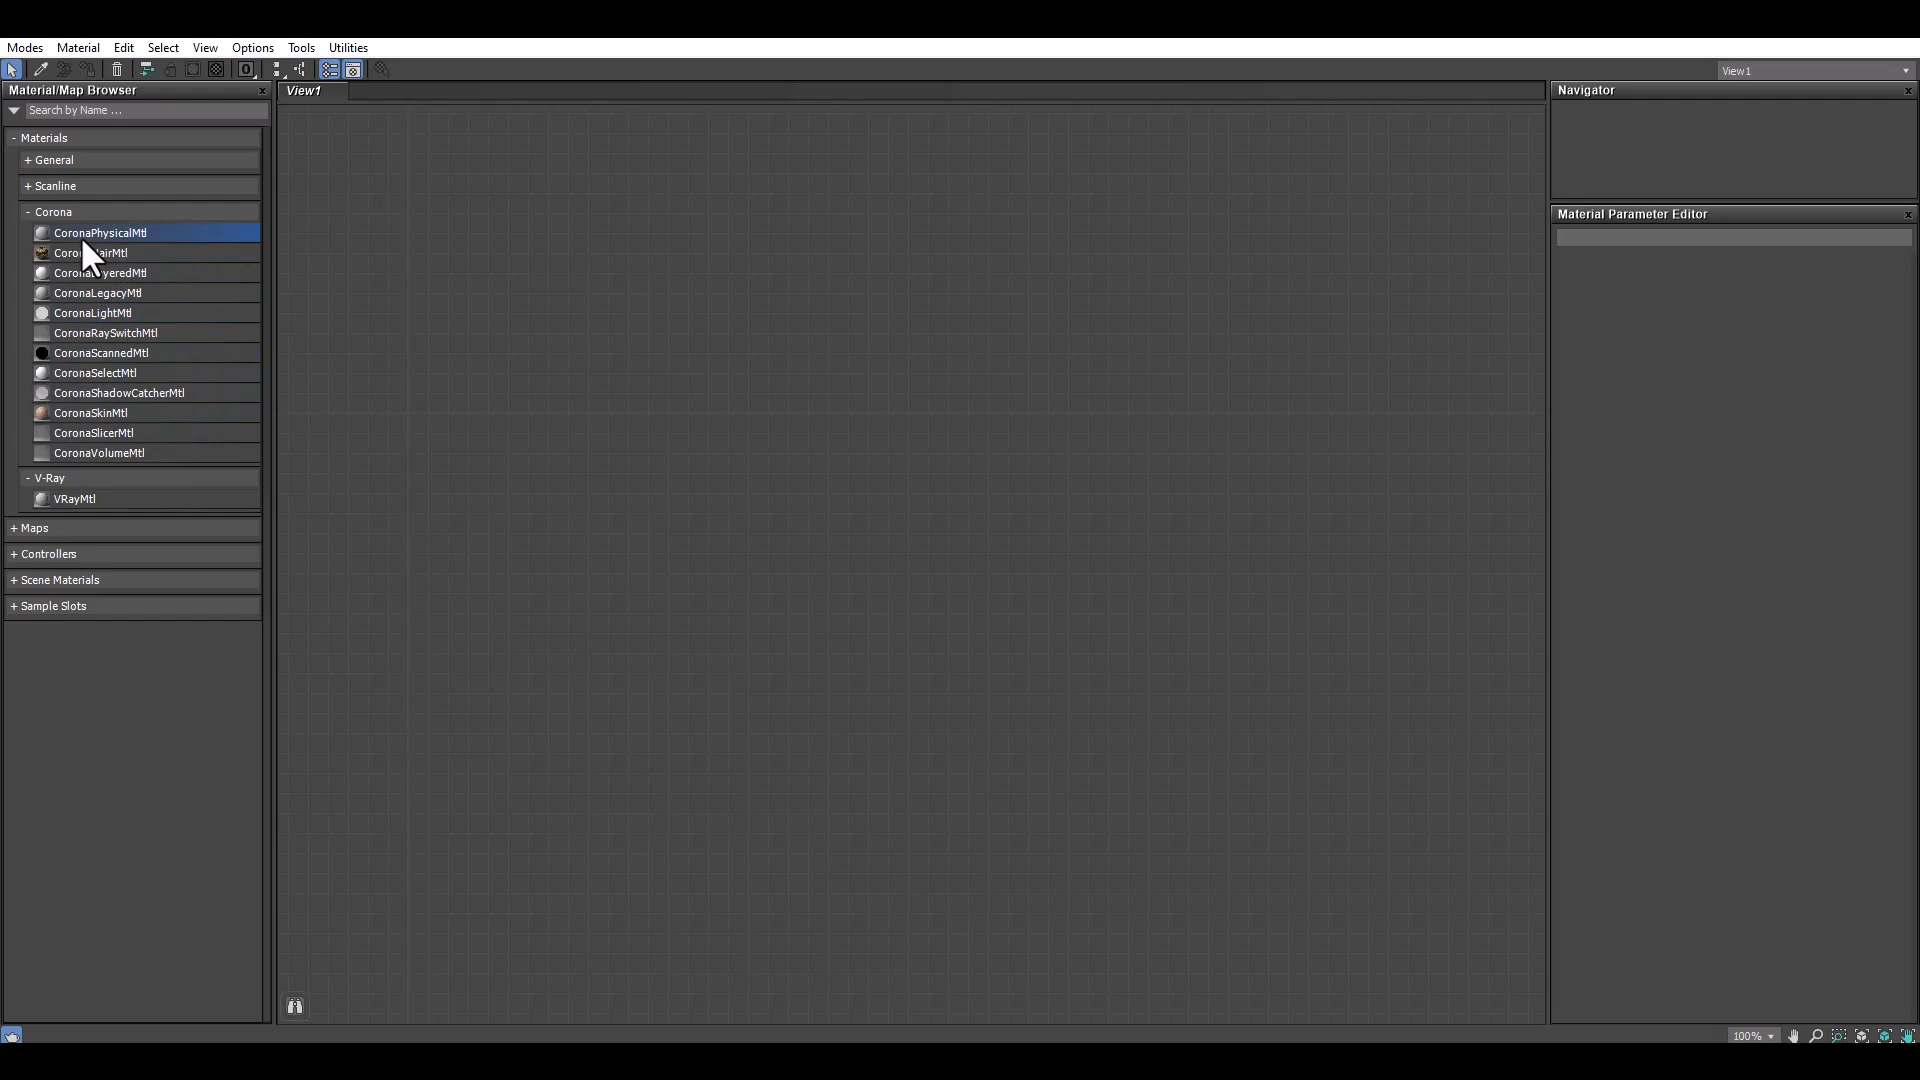 Modes Material Edit Select View Options Tools Utilities
0
View1
Material/Map Browser x
View1
Navigator x
Search by Name ...
- Materials
+ General
+ Scanline
- Corona
CoronaPhysicalMtl
CoronaLayeredMtl
CoronaLegacyMtl
CoronaLightMtl
CoronaRaySwitchMtl
CoronaScannedMtl
CoronaSelectMtl
CoronaShadowCatcherMtl
CoronaSkinMtl
CoronaSlicerMtl
CoronaVolumeMtl
- V-Ray
VRayMtl
+ Maps
+ Controllers
+ Scene Materials
+ Sample Slots
Material Parameter Editor x
100%